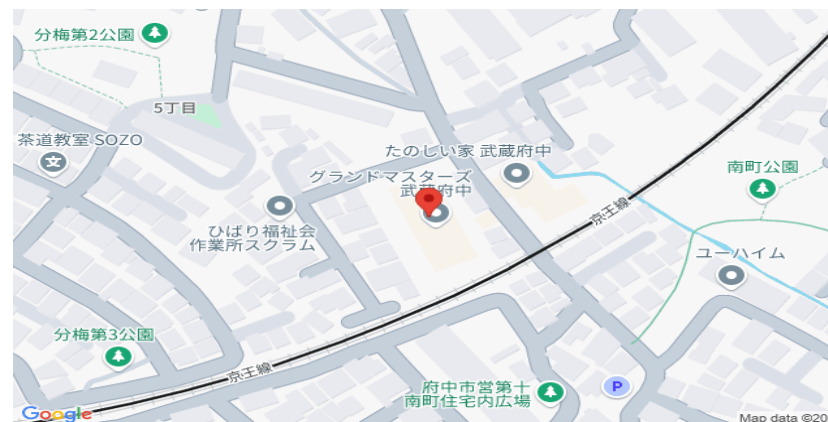 分梅第2公園
5丁目
茶道教室 SOZO
たのしい家 武蔵府中
グランドマスターズ
武蔵府中
南町公園
ひばり福祉会
作業所スクラム
京王線
ユーハイム
分梅第3公園
京王線
府中市営第十
南町住宅内広場
P
Google
Map data ©20